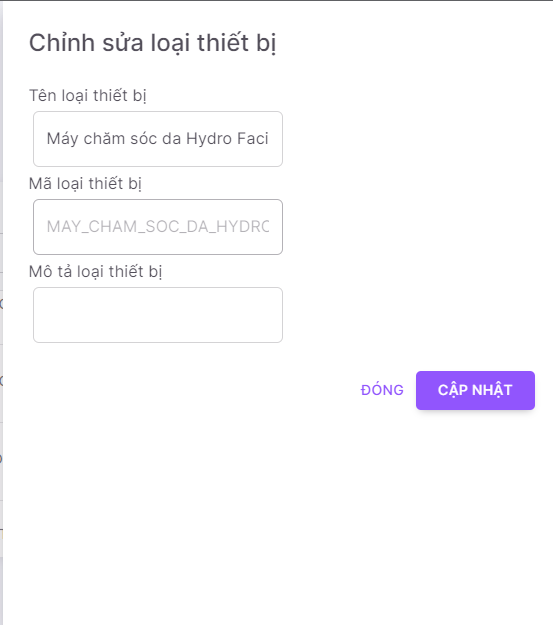 Chỉnh sửa loại thiết bị
Tên loại thiết bị
Máy chăm sóc da Hydro Faci
Mã loại thiết bị
MAY_CHAM_SOC_DA_HYDRO
Mô tả loại thiết bị
ĐÓNG CẬP NHẬT